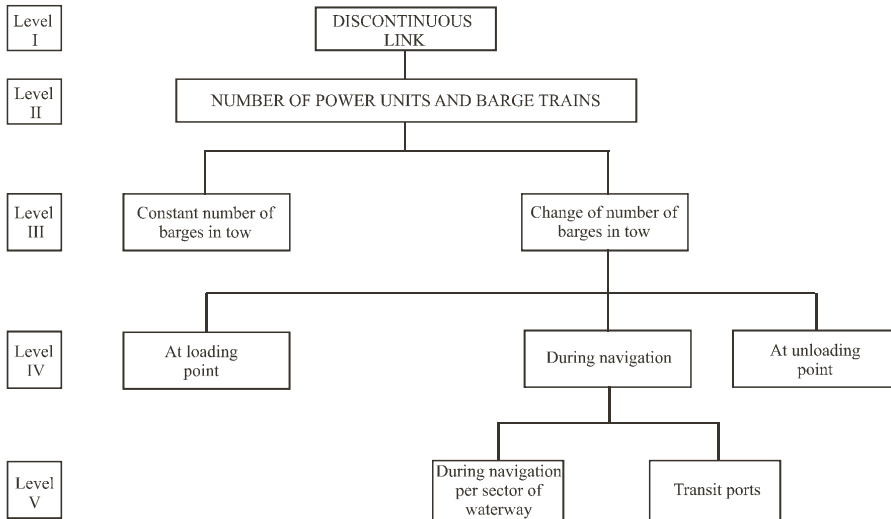 Level
I
DISCONTINUOUS
LINK
Level
II
NUMBER OF POWER UNITS AND BARGE TRAINS
Level
III
Constant number of
barges in tow
Change of number of
barges in tow
Level
IV
At loading
point
During navigation
At unloading
point
Level
V
During navigation
per sector of
waterway
Transit ports